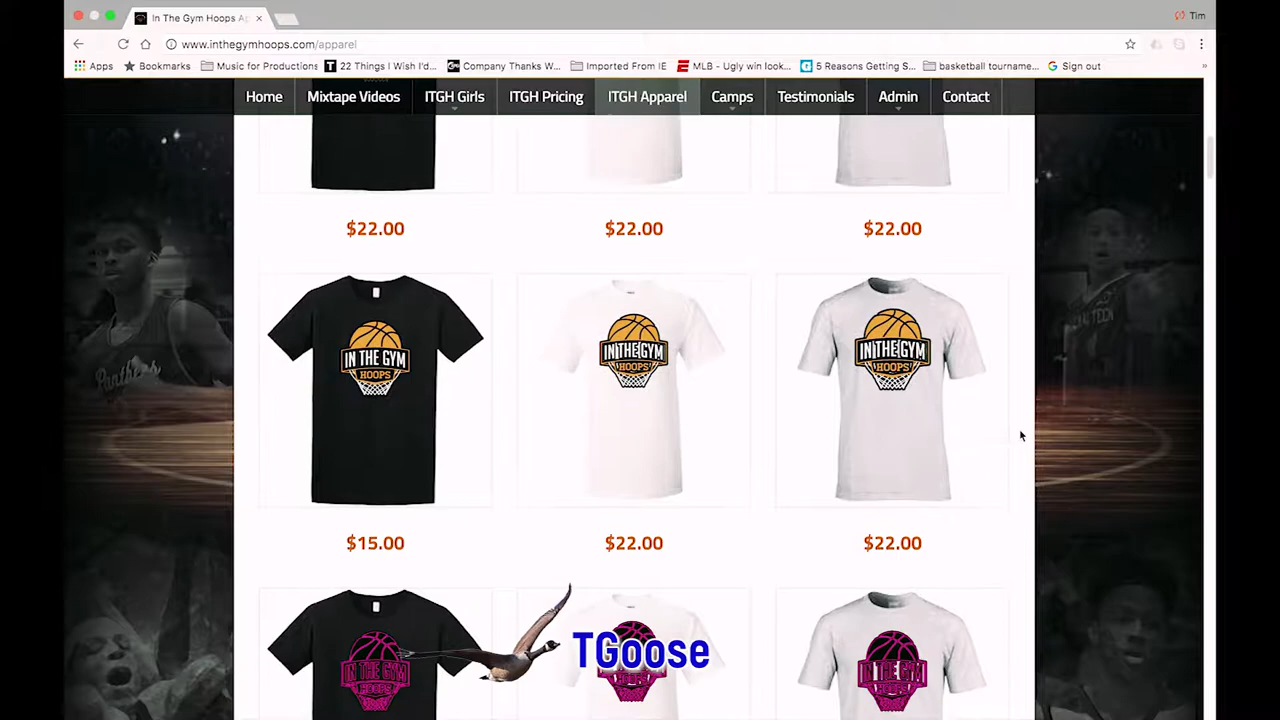 In The Gym Hoops Ap
Tim
www.inthegymhoops.com/apparel
Apps Bookmarks Music for Productions 22 Things I Wish I'd... Company Thanks W... Imported From IE MLB - Ugly win look... 5 Reasons Getting S... basketball tourname... Sign out
Home Mixtape Videos ITGH Girls ITGH Pricing ITGH Apparel Camps Testimonials Admin Contact
$22.00 $22.00 $22.00
IN THE GYM
HOOPS
IN THE GYM
HOOPS
IN THE GYM
HOOPS
$15.00 $22.00 $22.00
IN THE GYM
HOOPS
HOOPS
IN THE GYM
HOOPS
TGoose
Panthers